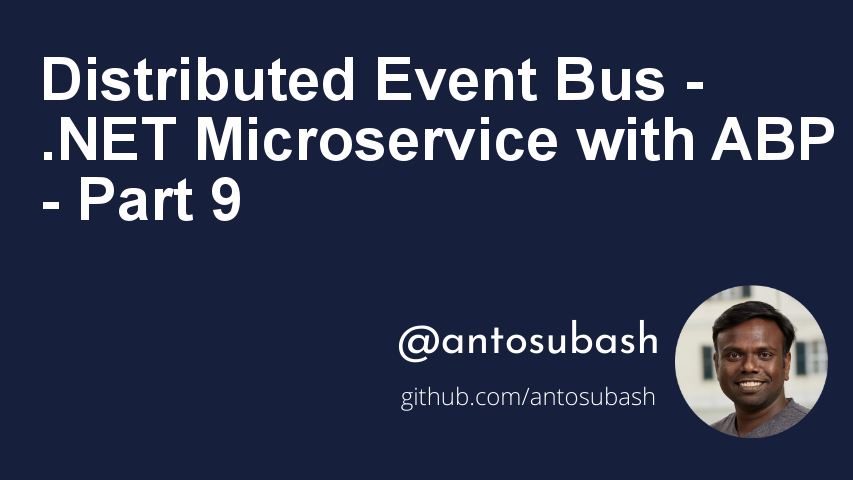 Distributed Event Bus -
.NET Microservice with ABP
- Part 9
@antosubash
github.com/antosubash